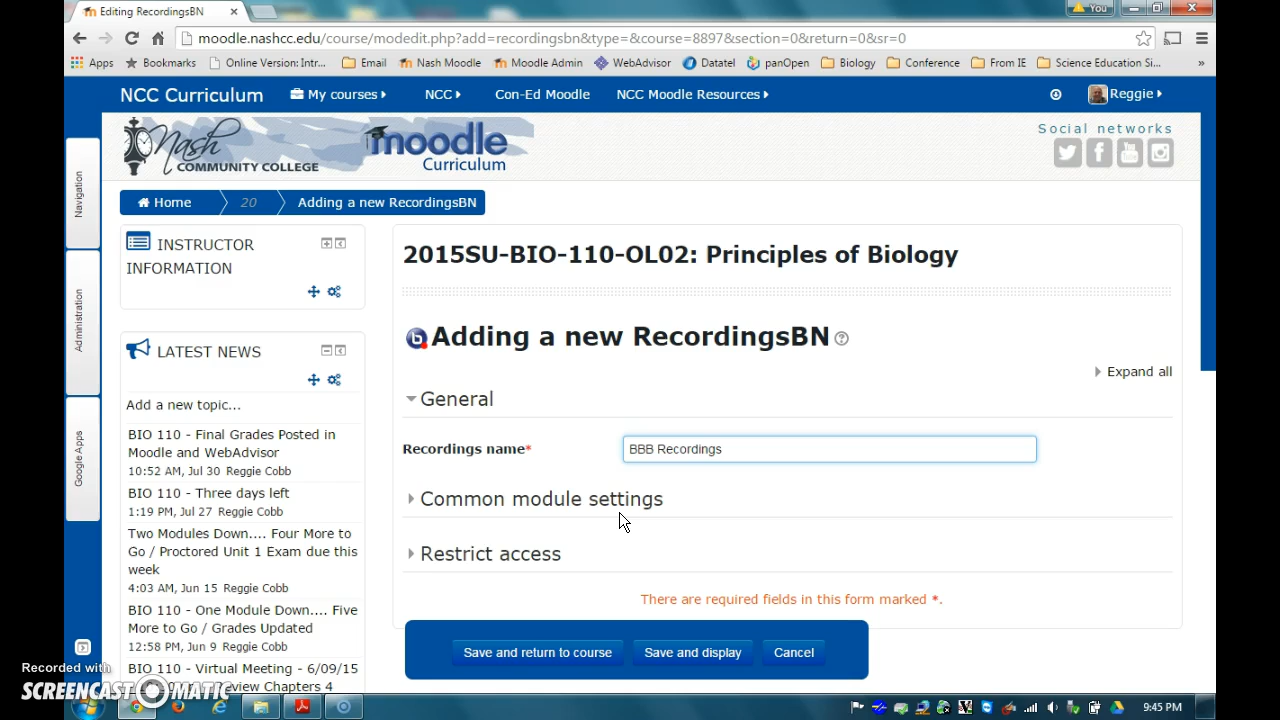 Editing RecordingsBN
You
moodle.nashcc.edu/course/modedit.php?add=recordingsbn&type=&course=8897&section=0&return=0&sr=0
Apps Bookmarks Online Version: Intr... Email Nash Moodle Moodle Admin WebAdvisor Datatel panOpen Biology Conference From IE Science Education Si... »
NCC Curriculum My courses NCC Con-Ed Moodle NCC Moodle Resources Reggie
Nash
COMMUNITY COLLEGE
moodle
Curriculum
Social networks
Navigation
Administration
Google Apps
Home 20 Adding a new RecordingsBN
INSTRUCTOR
INFORMATION
LATEST NEWS
Add a new topic...
BIO 110 - Final Grades Posted in
Moodle and WebAdvisor
10:52 AM, Jul 30 Reggie Cobb
BIO 110 - Three days left
1:19 PM, Jul 27 Reggie Cobb
Two Modules Down.... Four More to
Go / Proctored Unit 1 Exam due this
week
4:03 AM, Jun 15 Reggie Cobb
BIO 110 - One Module Down.... Five
More to Go / Grades Updated
12:58 PM, Jun 9 Reggie Cobb
BIO 110 - Virtual Meeting - 6/09/15
Review Chapters 4
2015SU-BIO-110-OL02: Principles of Biology
Adding a new RecordingsBN
Expand all
General
Recordings name* BBB Recordings
Common module settings
Restrict access
There are required fields in this form marked *.
Save and return to course Save and display Cancel
Recorded with
SCREENCAST-O-MATIC
9:45 PM